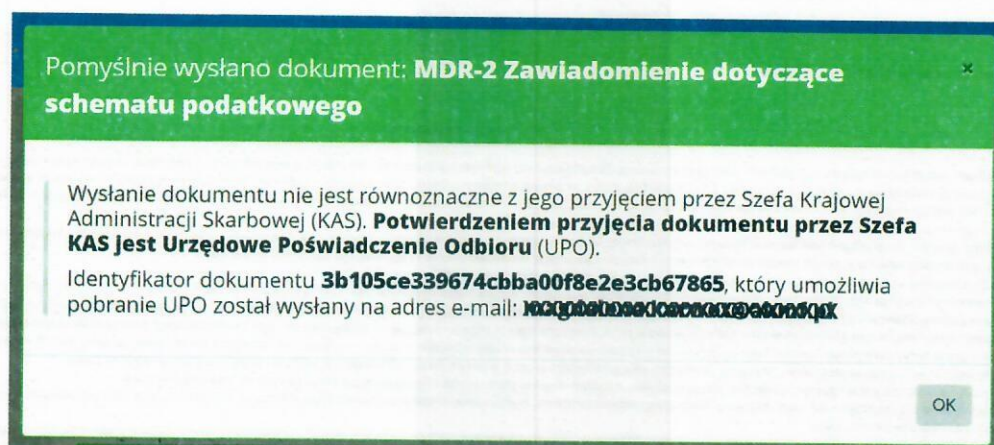 Pomyślnie wysłano dokument: MDR-2 Zawiadomienie dotyczące ×
schematu podatkowego
Wysłanie dokumentu nie jest równoznaczne z jego przyjęciem przez Szefa Krajowej
Administracji Skarbowej (KAS). Potwierdzeniem przyjęcia dokumentu przez Szefa
KAS jest Urzędowe Poświadczenie Odbioru (UPO).
Identyfikator dokumentu 3b105ce339674cbba00f8e2e3cb67865, który umożliwia
pobranie UPO został wysłany na adres e-mail:
OK